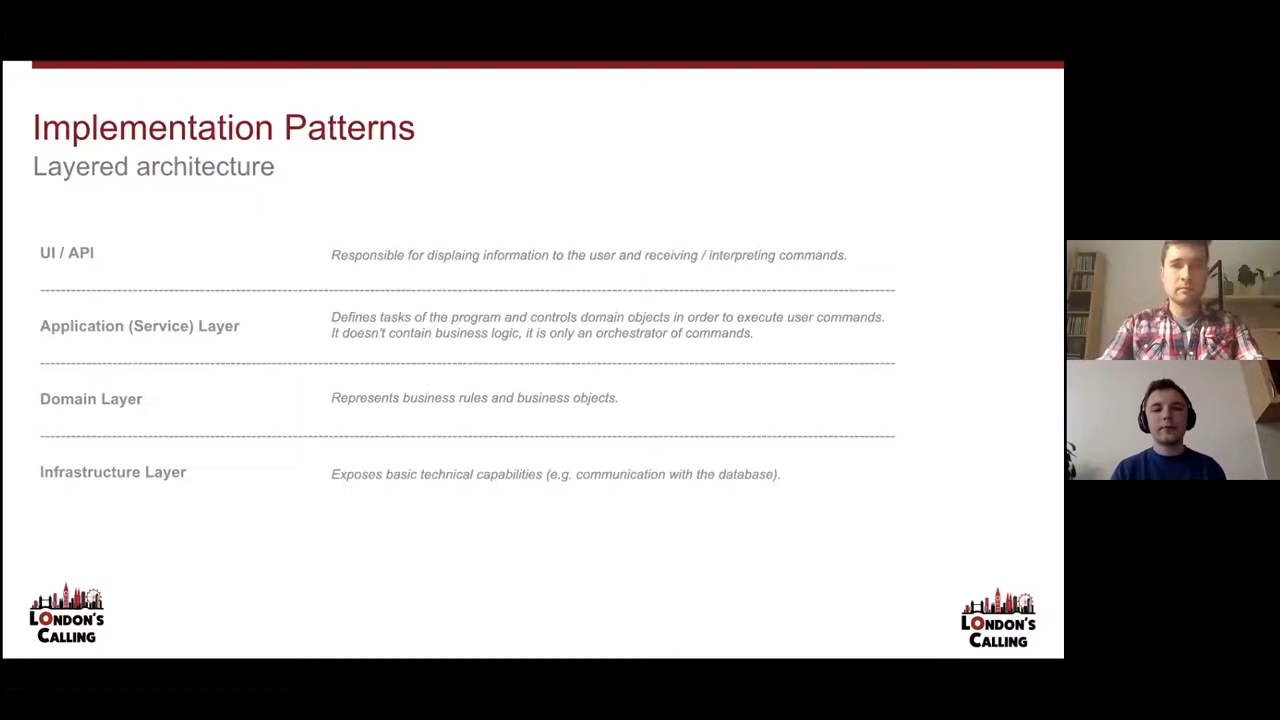 Implementation Patterns
Layered architecture
UI / API
Responsible for displaing information to the user and receiving / interpreting commands.
Application (Service) Layer
Defines tasks of the program and controls domain objects in order to execute user commands.
It doesn't contain business logic, it is only an orchestrator of commands.
Domain Layer
Represents business rules and business objects.
Infrastructure Layer
Exposes basic technical capabilities (e.g. communication with the database).
LONDON'S
CALLING
LONDON'S
CALLING